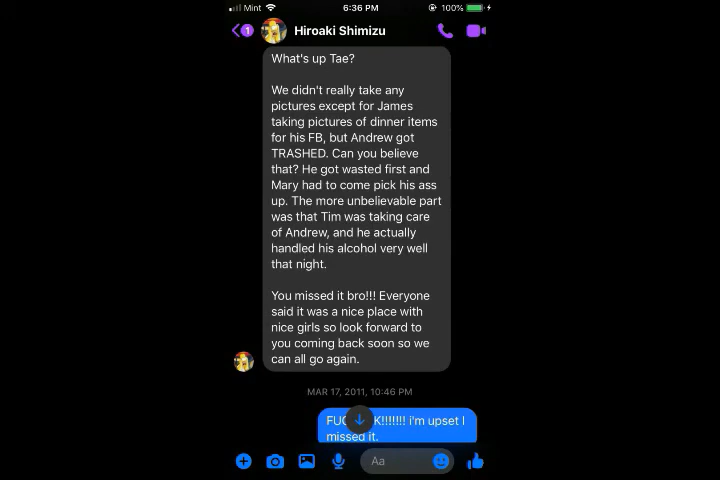 Mint 6:36 PM 100%
1 Hiroaki Shimizu
What's up Tae?
We didn't really take any
pictures except for James
taking pictures of dinner items
for his FB, but Andrew got
TRASHED. Can you believe
that? He got wasted first and
Mary had to come pick his ass
up. The more unbelievable part
was that Tim was taking care
of Andrew, and he actually
handled his alcohol very well
that night.
You missed it bro!!! Everyone
said it was a nice place with
nice girls so look forward to
you coming back soon so we
can all go again.
MAR 17, 2011, 10:46 PM
K!!!!!!! i'm upset I
missed it.
Aa